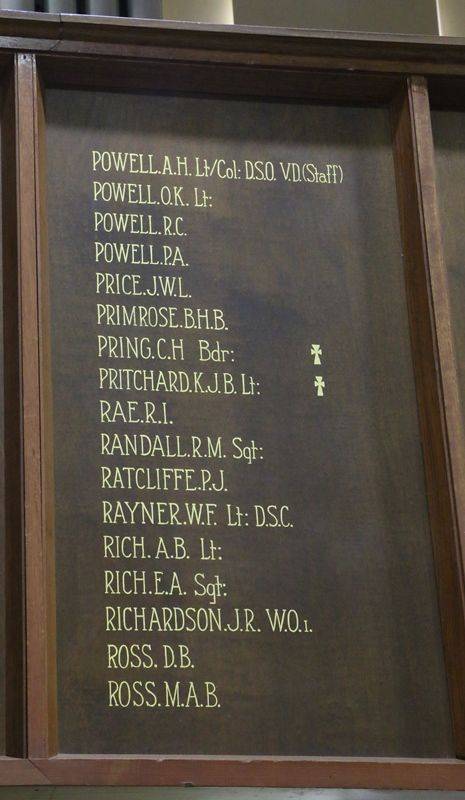 POWELL.A.H. Lt/Col: D.S.O. V.D.(Staff)
POWELL.O.K. Lt:
POWELL.R.C.
POWELL.P.A.
PRICE.J.W.L.
PRIMROSE.B.H.B.
PRING.C.H Bdr: ✝
PRITCHARD.K.J.B. Lt: ✝
RAE.R.I.
RANDALL.R.M. Sgt:
RATCLIFFE.P.J.
RAYNER.W.F. Lt: D.S.C.
RICH. A.B. Lt:
RICH.E.A. Sgt:
RICHARDSON.J.R. W.O.1.
ROSS. D.B.
ROSS.M.A.B.